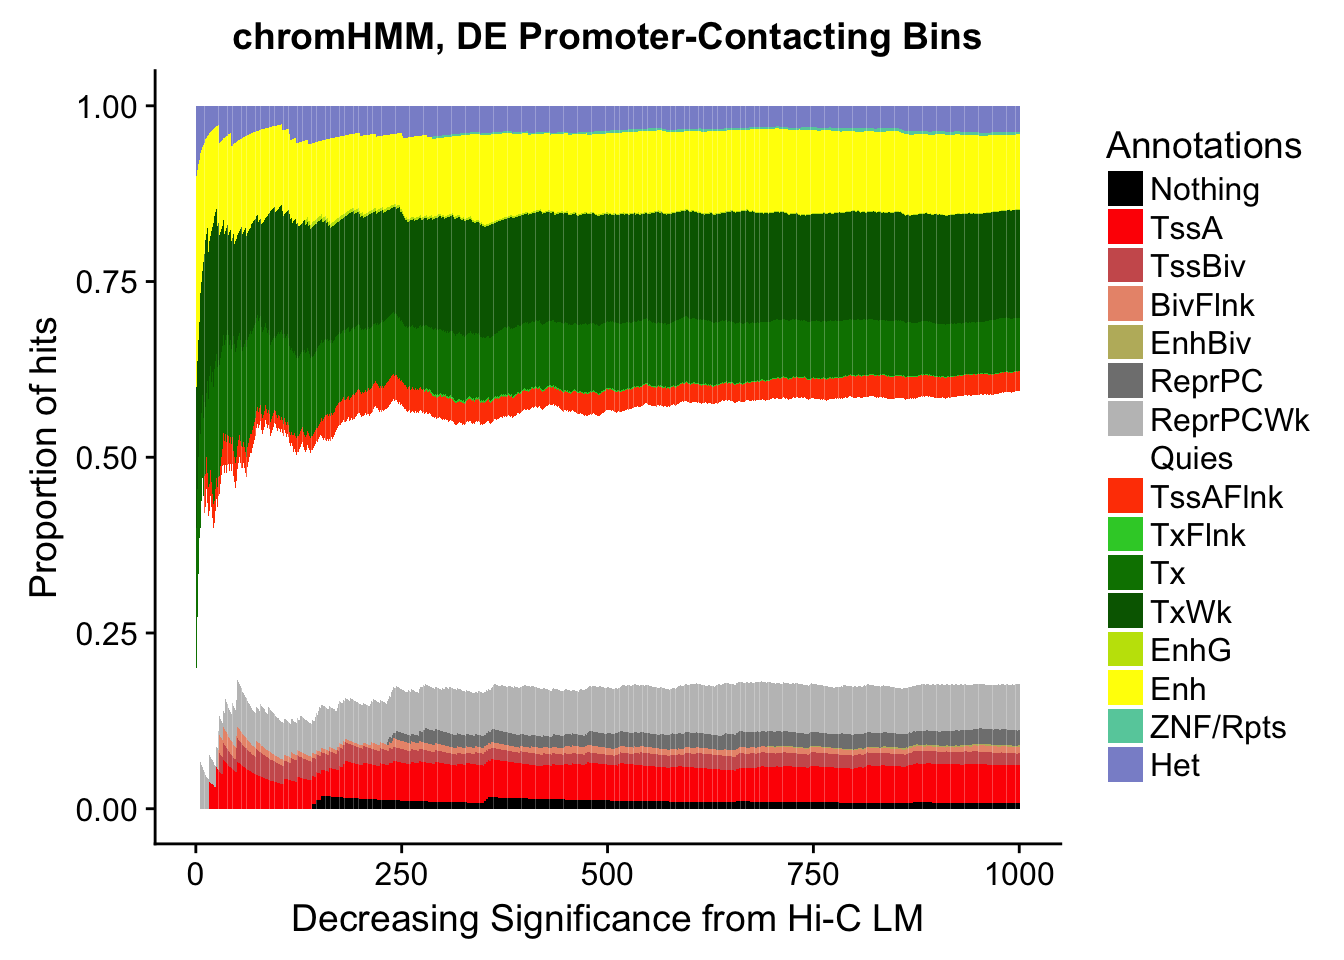 chromHMM, DE Promoter-Contacting Bins
Proportion of hits
1.00
0.75
0.50
0.25
0.00
0
250
500
750
1000
Decreasing Significance from Hi-C LM
Annotations
Nothing
TssA
TssBiv
BivFlnk
EnhBiv
ReprPC
ReprPCWk
Quies
TssAFlnk
TxFlnk
Tx
TxWk
EnhG
Enh
ZNF/Rpts
Het